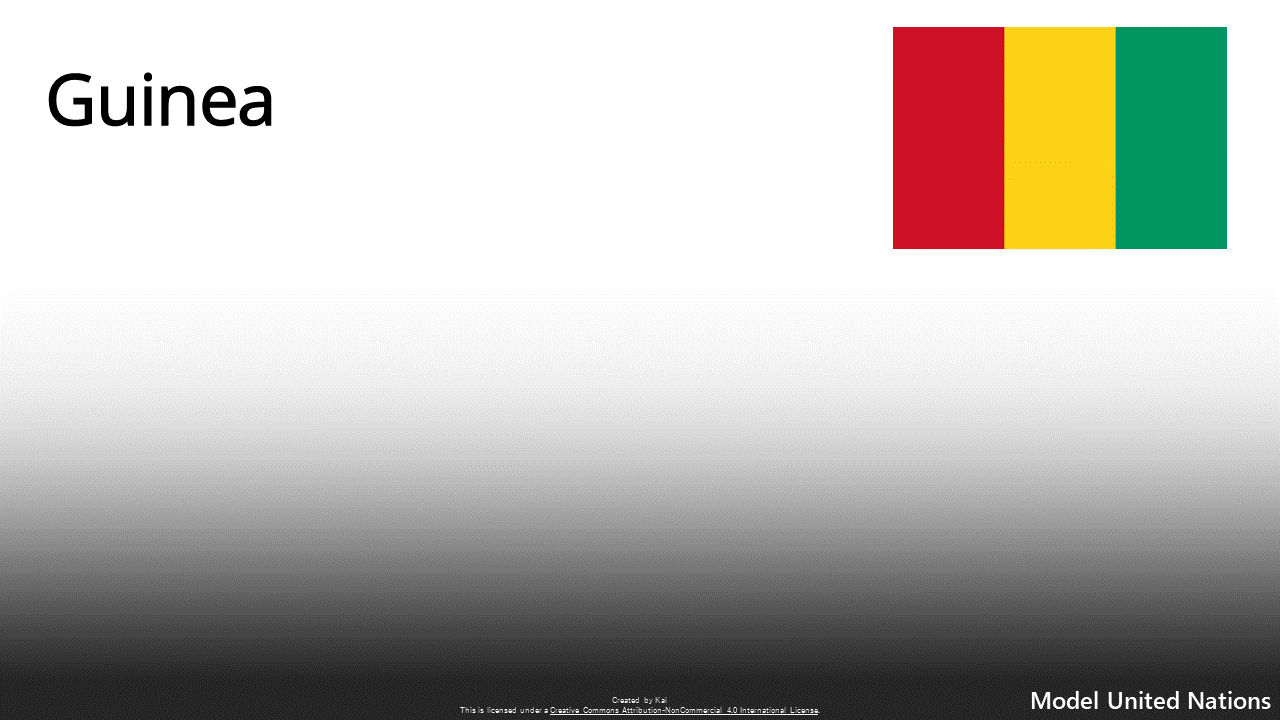 Guinea
Created by Kai
This is licensed under a Creative Commons Attribution-NonCommercial 4.0 International License.
Model United Nations